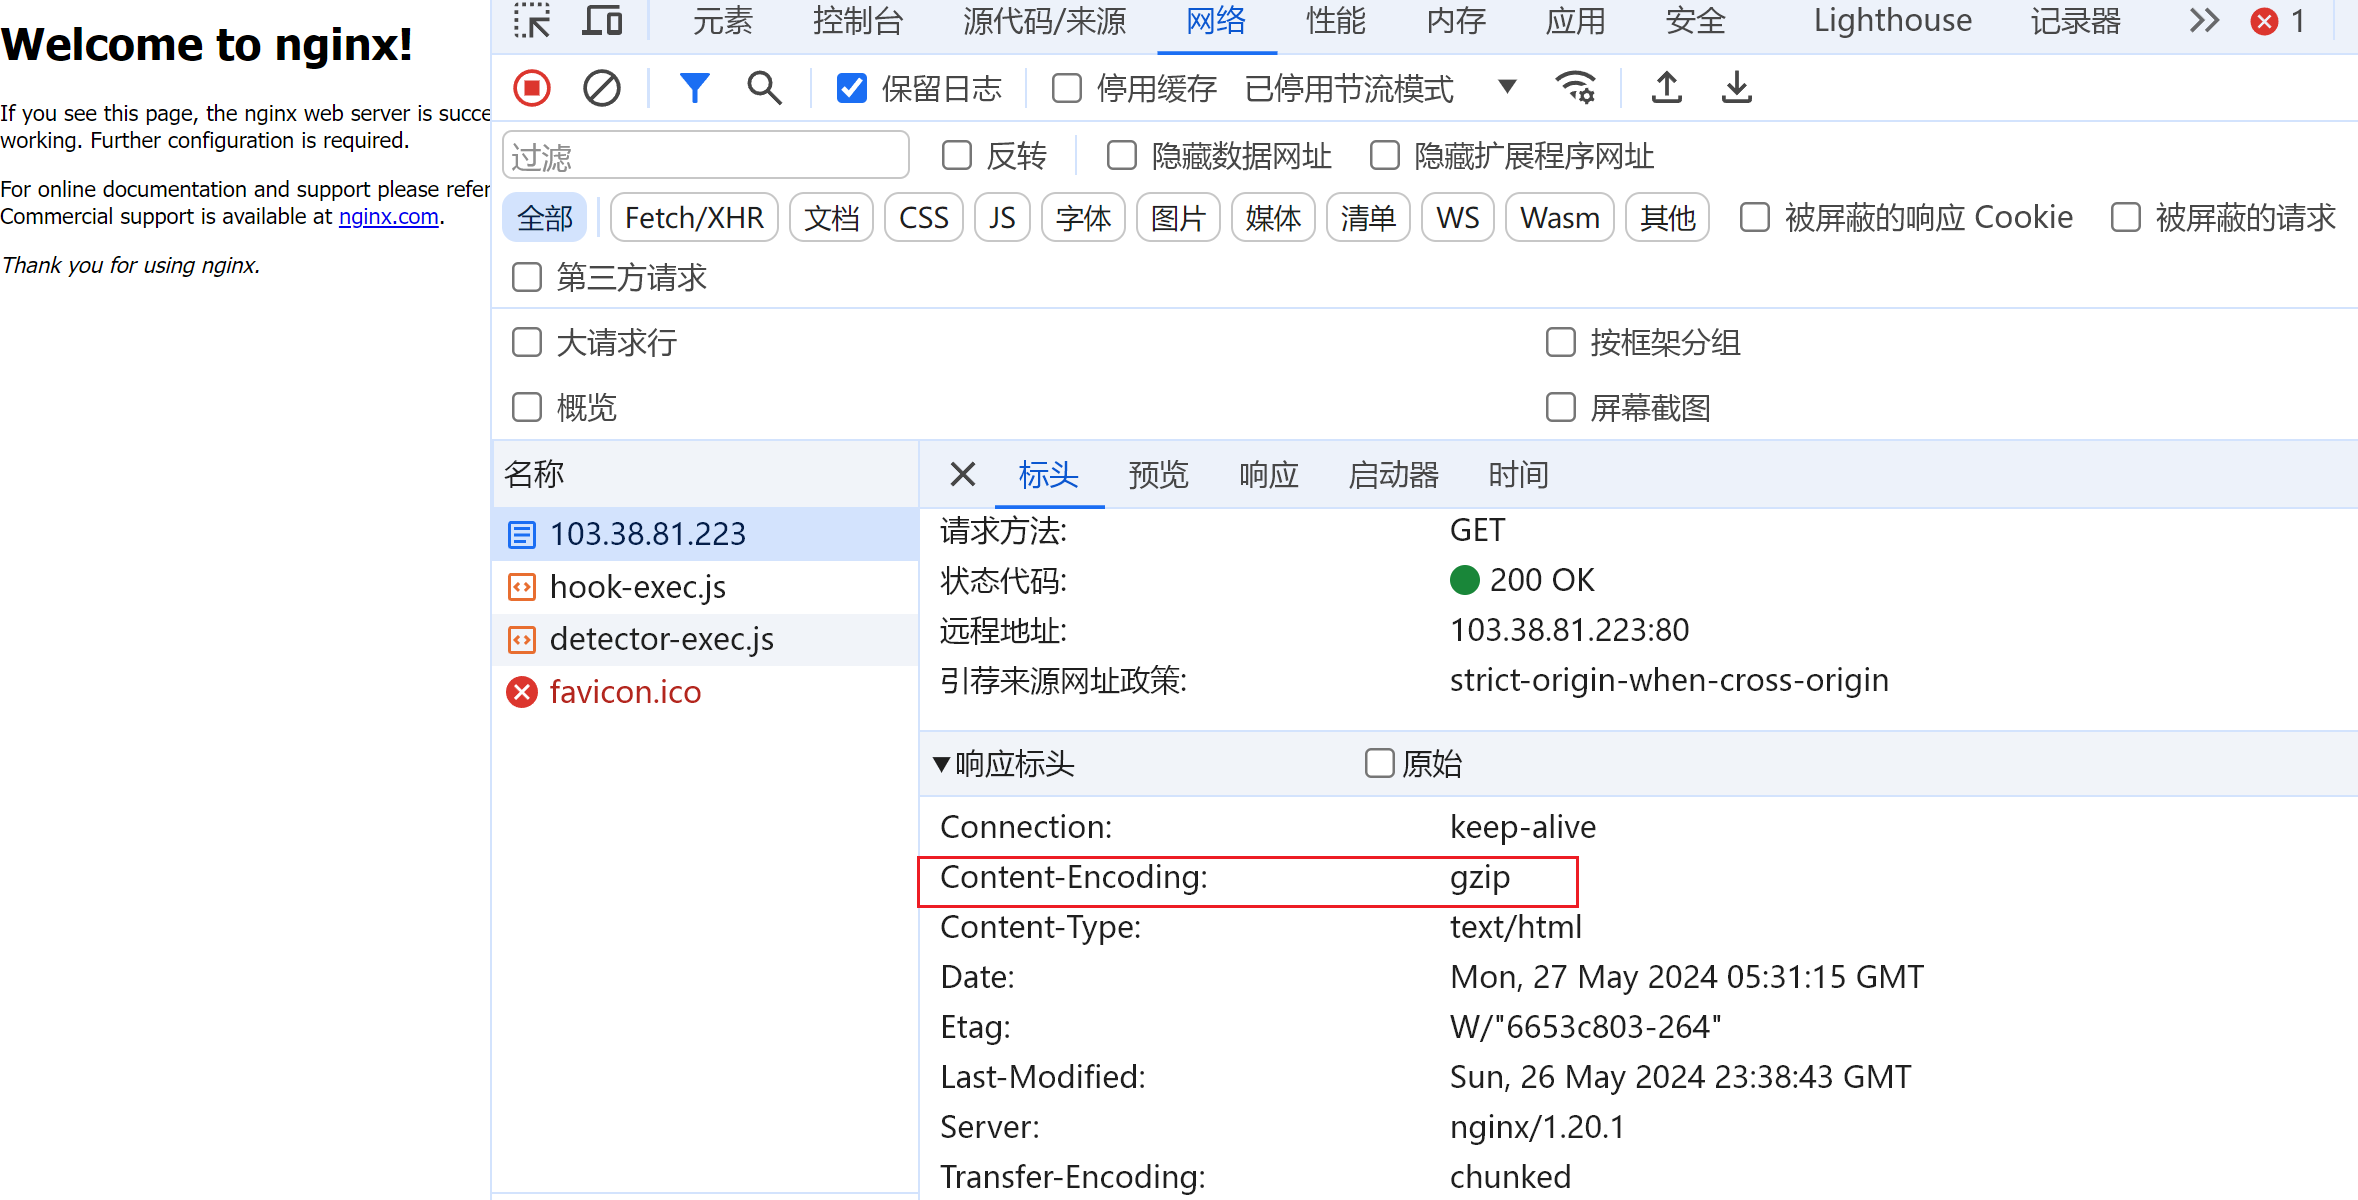 Welcome to nginx!
If you see this page, the nginx web server is succe
working. Further configuration is required.
For online documentation and support please refer
Commercial support is available at nginx.com.
Thank you for using nginx.
元素 控制台 源代码/来源 网络 性能 内存 应用 安全 Lighthouse 记录器 1
保留日志 停用缓存 已停用节流模式
过滤 反转 隐藏数据网址 隐藏扩展程序网址
全部 Fetch/XHR 文档 CSS JS 字体 图片 媒体 清单 WS Wasm 其他 被屏蔽的响应 Cookie 被屏蔽的请求
第三方请求
大请求行 按框架分组
概览 屏幕截图
名称
103.38.81.223
hook-exec.js
detector-exec.js
favicon.ico
标头 预览 响应 启动器 时间
请求方法: GET
状态代码: 200 OK
远程地址: 103.38.81.223:80
引荐来源网址政策: strict-origin-when-cross-origin
响应标头 原始
Connection: keep-alive
Content-Encoding: gzip
Content-Type: text/html
Date: Mon, 27 May 2024 05:31:15 GMT
Etag: W/"6653c803-264"
Last-Modified: Sun, 26 May 2024 23:38:43 GMT
Server: nginx/1.20.1
Transfer-Encoding: chunked